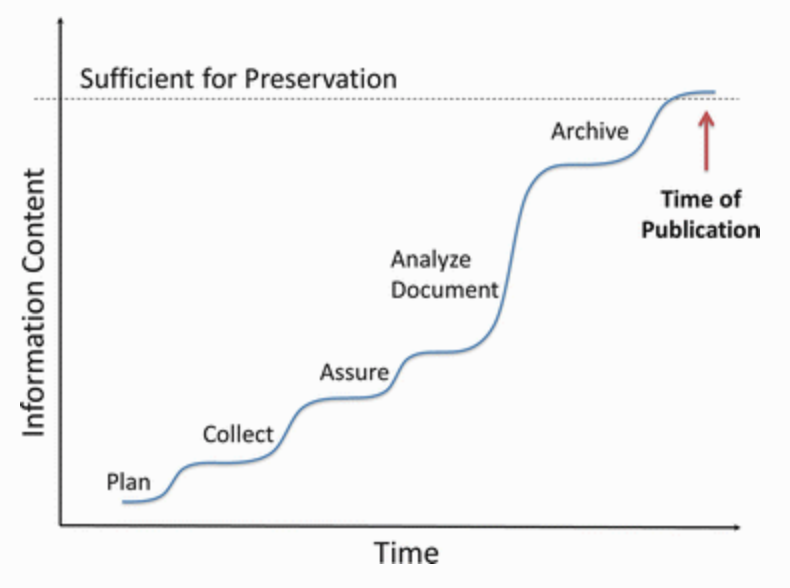 Sufficient for Preservation
Archive
Time of
Publication
Analyze
Document
Assure
Collect
Plan
Information Content
Time